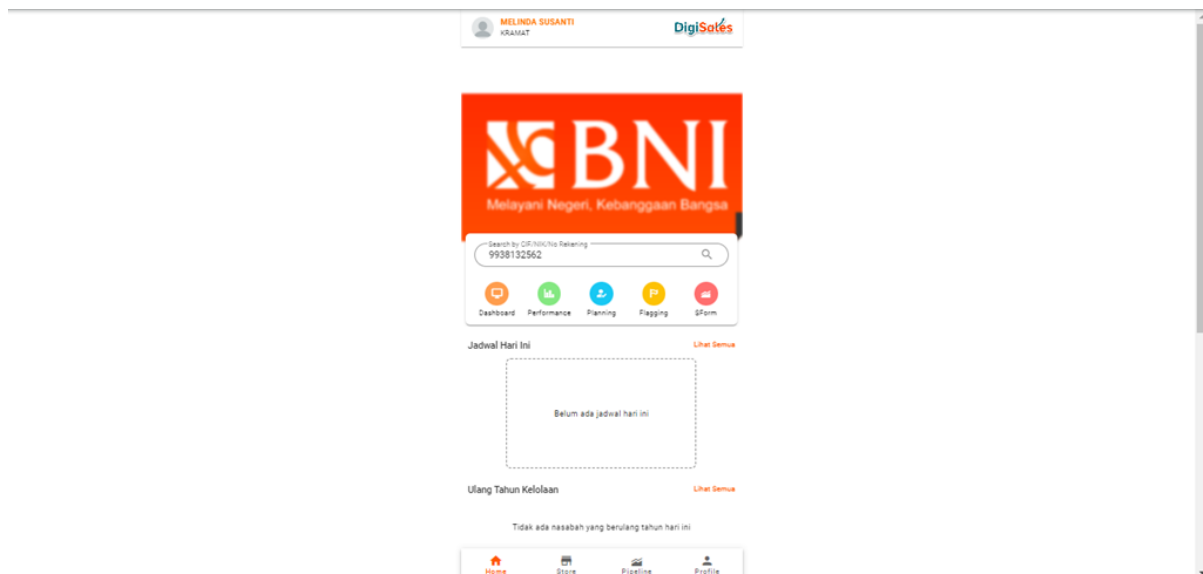 MELINDA SUSANTI
KRAMAT
DigiSales
BNI
Melayani Negeri, Kebanggaan Bangsa
Search by CIF/NIK/No Rekening
9938132562
Dashboard Performance Planning Flagging SForm
Jadwal Hari Ini Lihat Semua
Belum ada jadwal hari ini
Ulang Tahun Kelolaan Lihat Semua
Tidak ada nasabah yang berulang tahun hari ini
Home Store Pipeline Profile